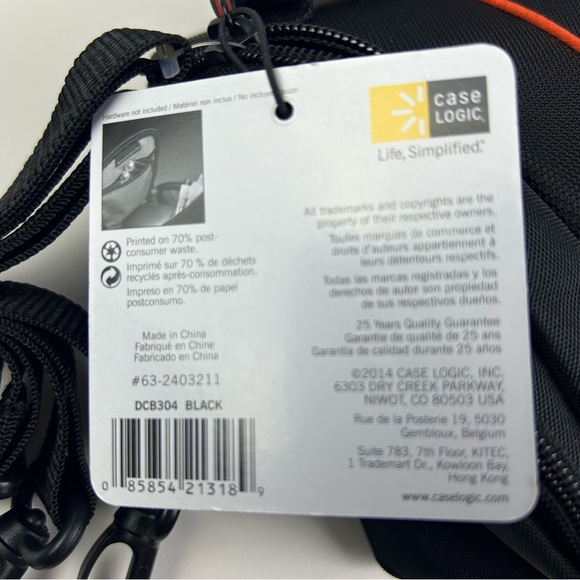 Hardware not included / Matériel non inclus / No incluye equipo
case
LOGIC.
Life, Simplified.™
Printed on 70% post-
consumer waste.
Imprimé sur 70 % de déchets
recyclés après-consommation.
Impreso en 70% de papel
postconsumo.
Made in China
Fabriqué en Chine
Fabricado en China
#63-2403211
DCB304 BLACK
0 85854 21318 9
All trademarks and copyrights are the
property of their respective owners.
Toutes marques de commerce et
droits d'auteurs appartiennent à
leurs détenteurs respectifs.
Todas las marcas registradas y los
derechos de autor son propiedad
de sus respectivos dueños.
25 Years Quality Guarantee
Garantie de qualité de 25 ans
Garantía de calidad durante 25 años
©2014 CASE LOGIC, INC.
6303 DRY CREEK PARKWAY,
NIWOT, CO 80503 USA
Rue de la Posterie 19, 5030
Gembloux, Belgium
Suite 783, 7th Floor, KITEC,
1 Trademart Dr., Kowloon Bay,
Hong Kong
www.caselogic.com